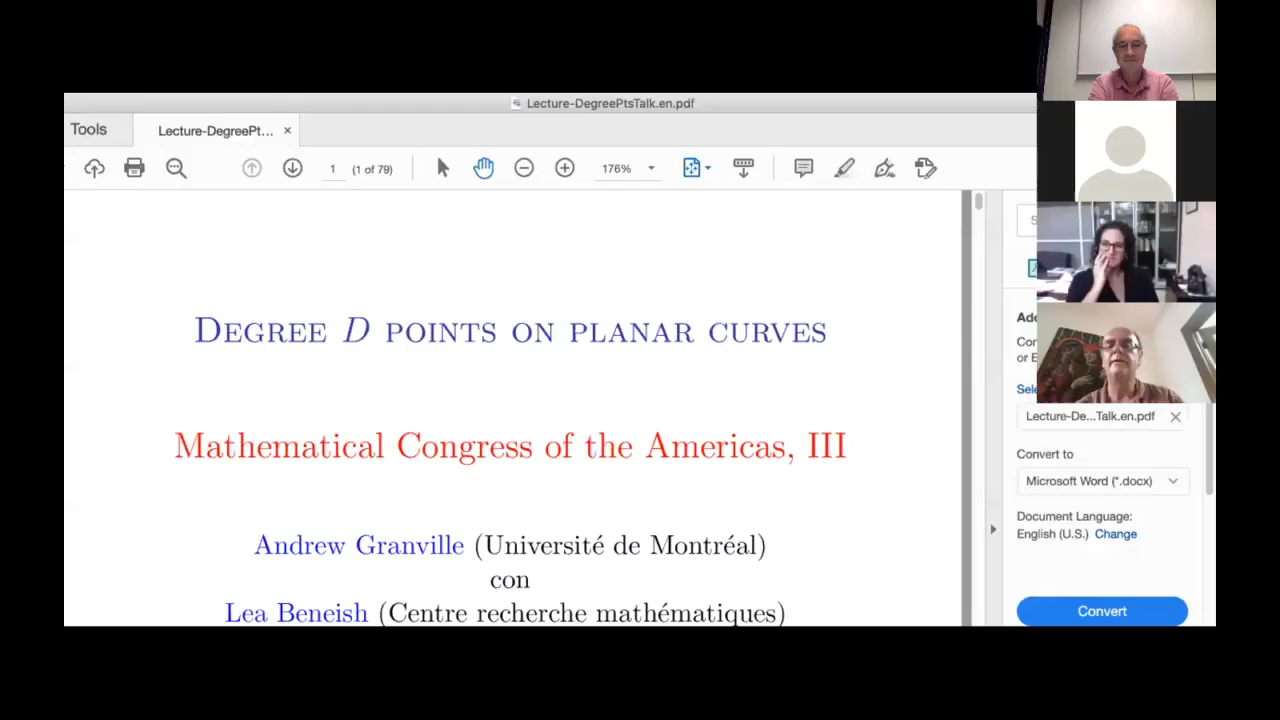 Lecture-DegreePtsTalk.en.pdf
Tools
Lecture-DegreePt... ×
1 (1 of 79)
176%
DEGREE D POINTS ON PLANAR CURVES
Mathematical Congress of the Americas, III
Andrew Granville (Université de Montréal)
con
Lea Beneish (Centre recherche mathématiques)
Lecture-De...Talk.en.pdf
Convert to
Microsoft Word (*.docx)
Document Language:
English (U.S.) Change
Convert